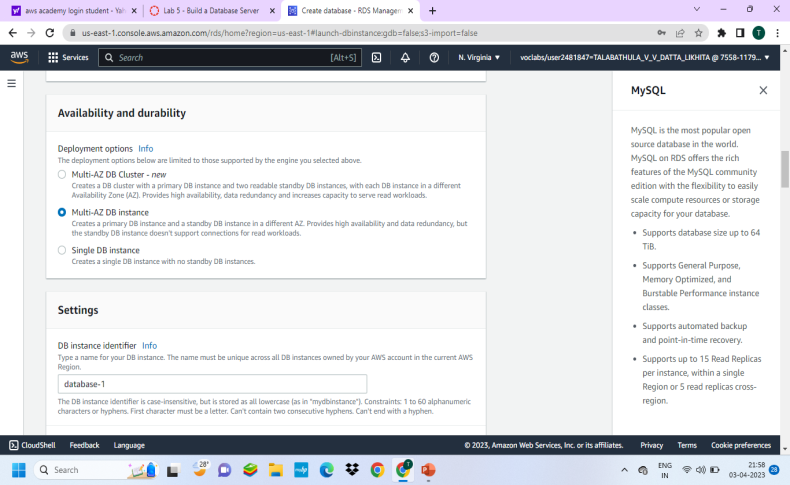 aws academy login student - Yah
Lab 5 - Build a Database Server
Create database - RDS Managem
us-east-1.console.aws.amazon.com/rds/home?region=us-east-1#launch-dbinstance:gdb=false;s3-import=false
T
aws
Services
Search
[Alt+S]
N. Virginia
voclabs/user2481847=TALABATHULA_V_V_DATTA_LIKHITA @ 7558-1179...
Availability and durability
Deployment options Info
The deployment options below are limited to those supported by the engine you selected above.
Multi-AZ DB Cluster - new
Creates a DB cluster with a primary DB instance and two readable standby DB instances, with each DB instance in a different
Availability Zone (AZ). Provides high availability, data redundancy and increases capacity to serve read workloads.
Multi-AZ DB instance
Creates a primary DB instance and a standby DB instance in a different AZ. Provides high availability and data redundancy, but
the standby DB instance doesn't support connections for read workloads.
Single DB instance
Creates a single DB instance with no standby DB instances.
Settings
DB instance identifier Info
Type a name for your DB instance. The name must be unique across all DB instances owned by your AWS account in the current AWS
Region.
database-1
The DB instance identifier is case-insensitive, but is stored as all lowercase (as in "mydbinstance"). Constraints: 1 to 60 alphanumeric
characters or hyphens. First character must be a letter. Can't contain two consecutive hyphens. Can't end with a hyphen.
MySQL
MySQL is the most popular open
source database in the world.
MySQL on RDS offers the rich
features of the MySQL community
edition with the flexibility to easily
scale compute resources or storage
capacity for your database.
• Supports database size up to 64
TiB.
• Supports General Purpose,
Memory Optimized, and
Burstable Performance instance
classes.
• Supports automated backup
and point-in-time recovery.
• Supports up to 15 Read Replicas
per instance, within a single
Region or 5 read replicas cross-
region.
CloudShell
Feedback
Language
© 2023, Amazon Web Services, Inc. or its affiliates.
Privacy
Terms
Cookie preferences
Search
28°
ENG
IN
21:58
03-04-2023
28